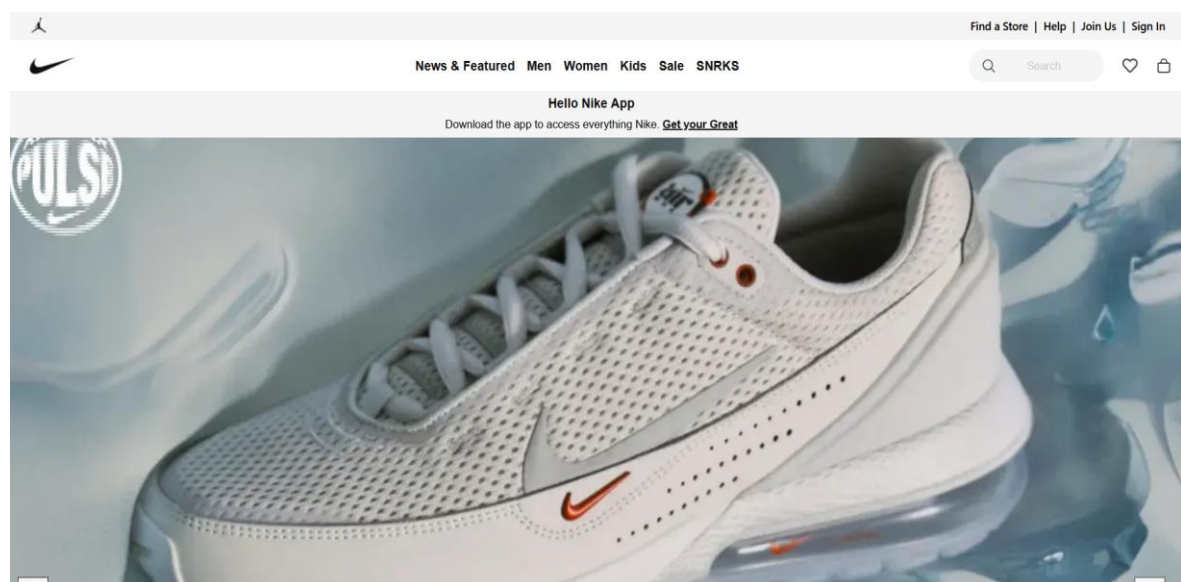 Find a Store | Help | Join Us | Sign In
News & Featured Men Women Kids Sale SNRKS
Search
Hello Nike App
Download the app to access everything Nike. Get your Great
PULSE
AIR